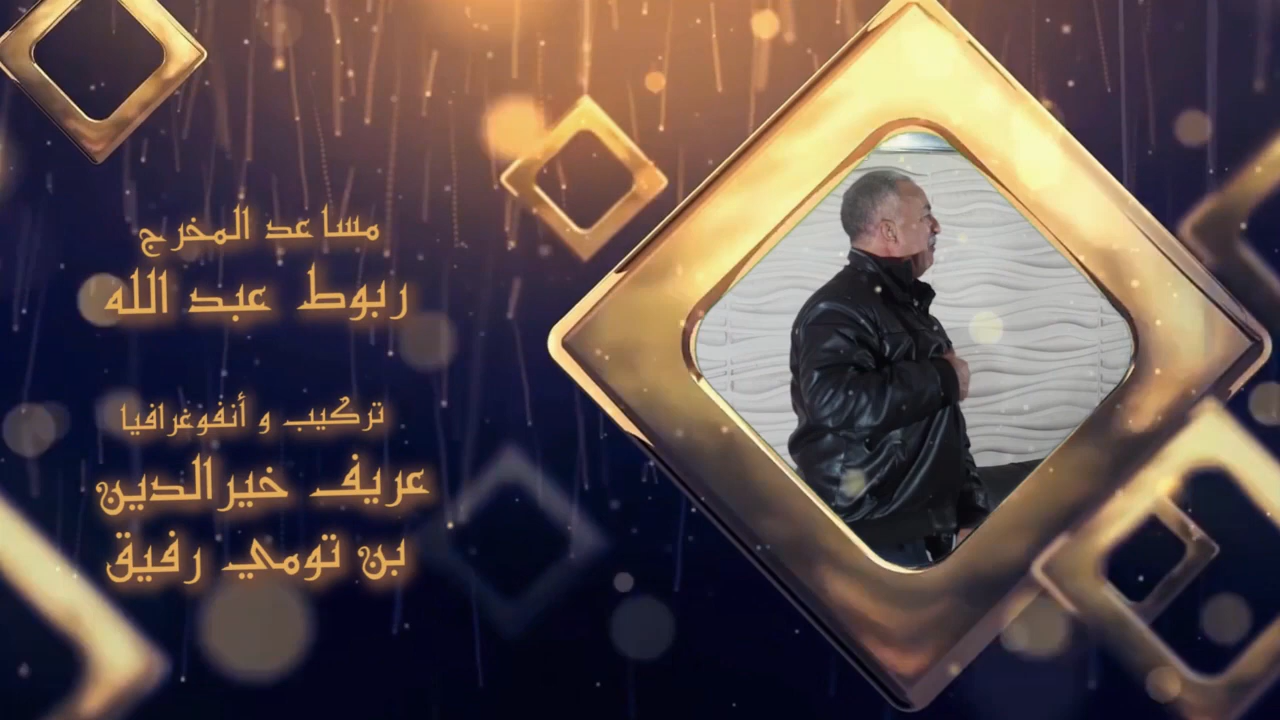 مساعد المخرج
ربوط عبد الله
تركيب و أنفوغرافيا
عريف خيرالدين
بن تومي رفيق